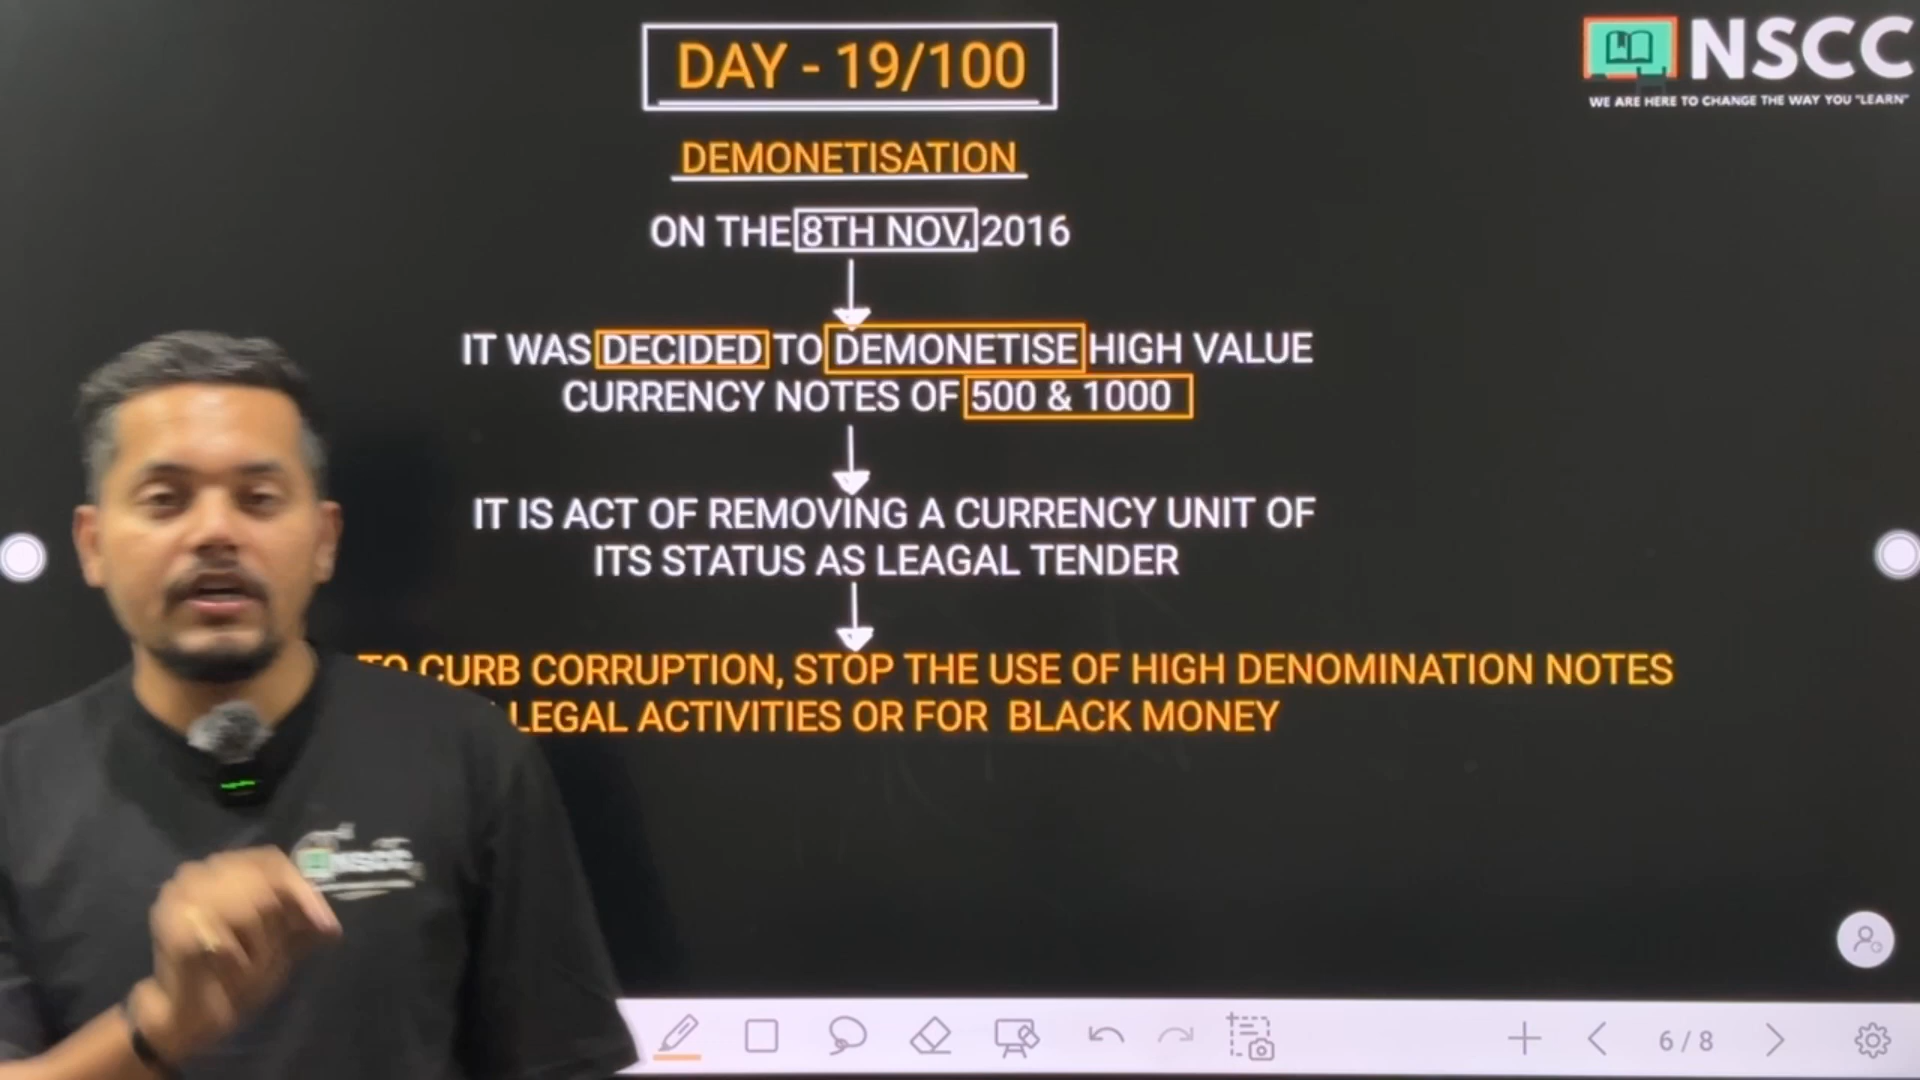 DAY - 19/100
NSCC
WE ARE HERE TO CHANGE THE WAY YOU "LEARN"
DEMONETISATION
ON THE 8TH NOV, 2016
IT WAS DECIDED TO DEMONETISE HIGH VALUE
CURRENCY NOTES OF 500 & 1000
IT IS ACT OF REMOVING A CURRENCY UNIT OF
ITS STATUS AS LEAGAL TENDER
TO CURB CORRUPTION, STOP THE USE OF HIGH DENOMINATION NOTES
LEGAL ACTIVITIES OR FOR BLACK MONEY
NSCC
6 / 8